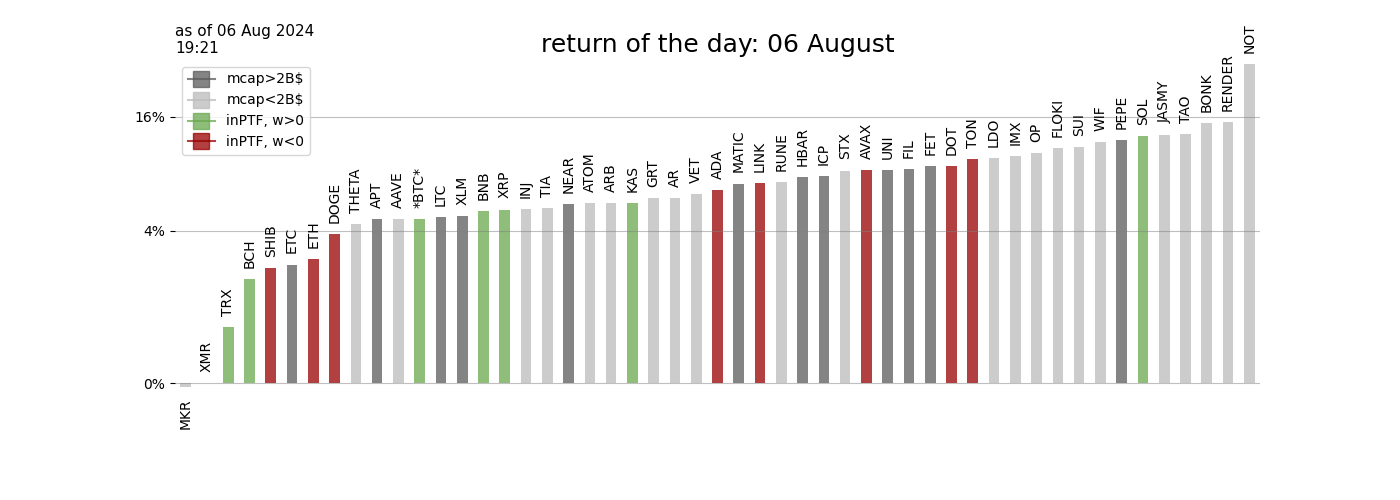 as of 06 Aug 2024
19:21
return of the day: 06 August
mcap>2B$
mcap<2B$
inPTF, w>0
inPTF, w<0
16%
4%
0%
MKR
XMR
TRX
BCH
SHIB
ETC
ETH
DOGE
THETA
APT
AAVE
*BTC*
LTC
XLM
BNB
XRP
INJ
TIA
NEAR
ATOM
ARB
KAS
GRT
AR
VET
ADA
MATIC
LINK
RUNE
HBAR
ICP
STX
AVAX
UNI
FIL
FET
DOT
TON
LDO
IMX
OP
FLOKI
SUI
WIF
PEPE
SOL
JASMY
TAO
BONK
RENDER
NOT